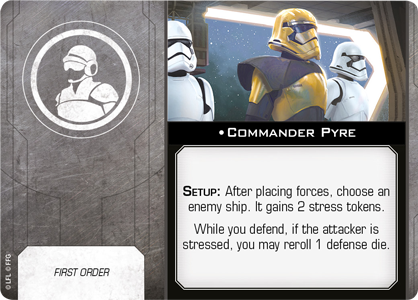 • COMMANDER PYRE
SETUP: After placing forces, choose an
enemy ship. It gains 2 stress tokens.
While you defend, if the attacker is
stressed, you may reroll 1 defense die.
FIRST ORDER
©LFL ©FFG